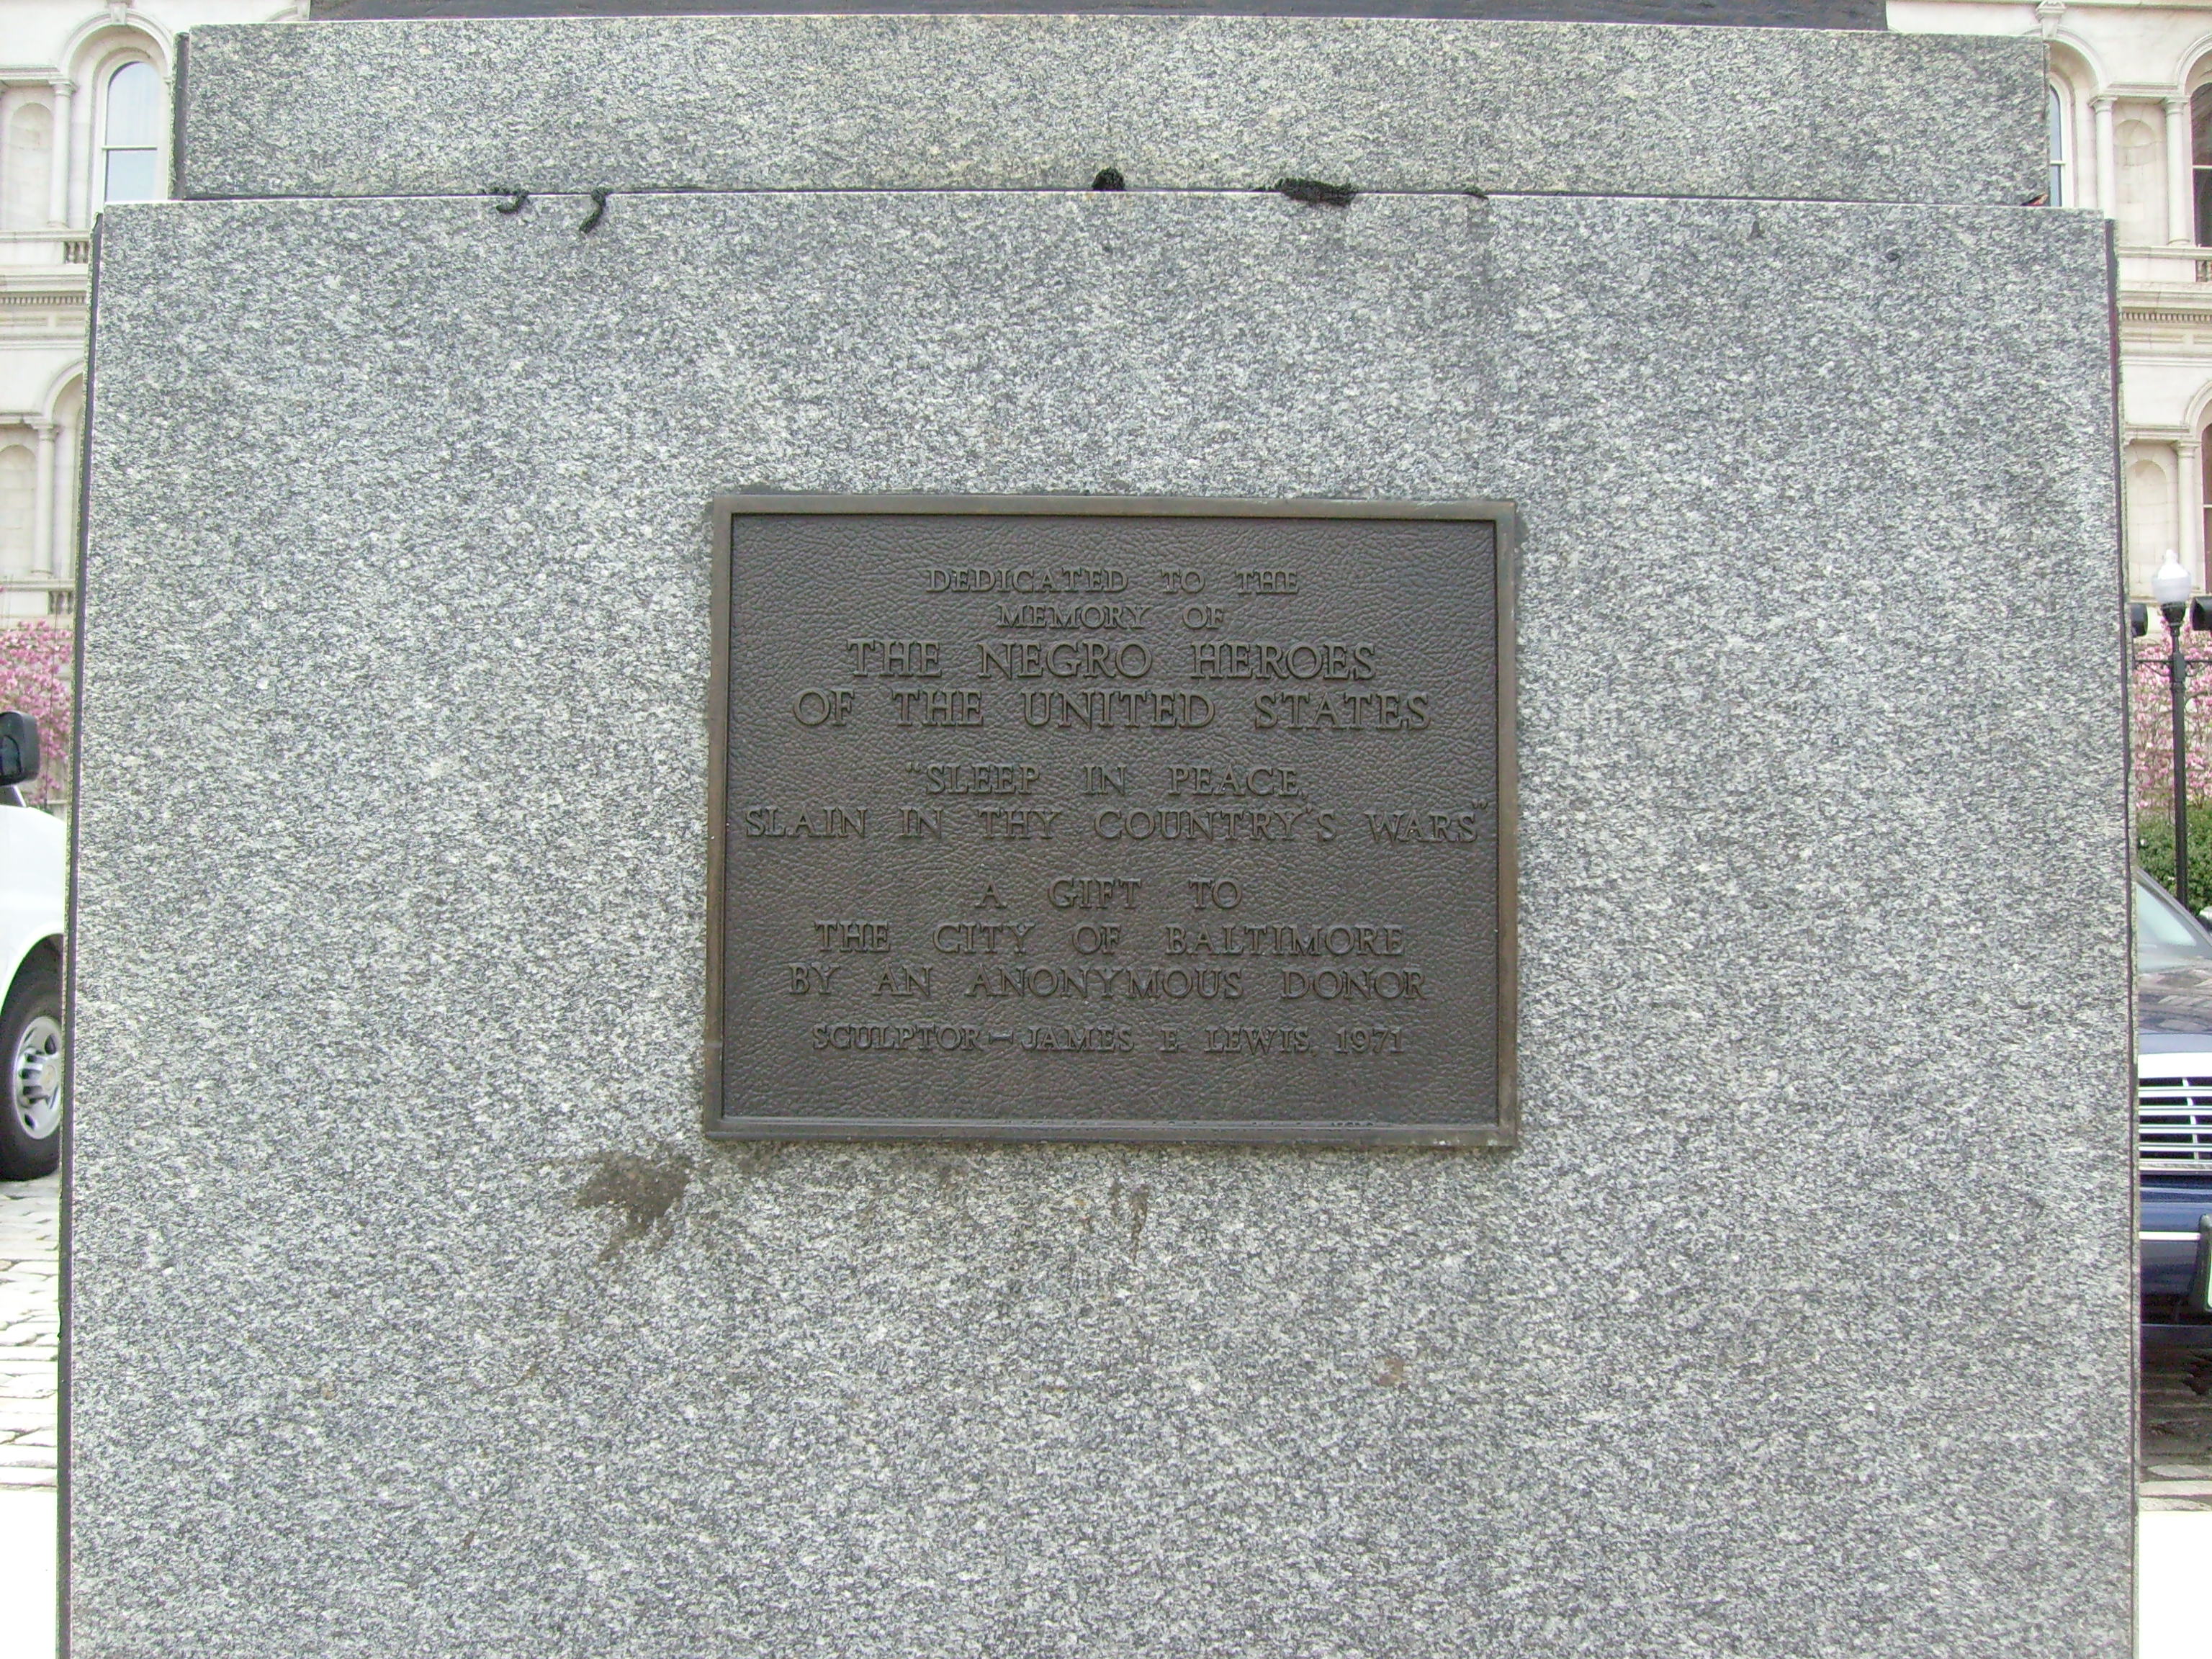 DEDICATED TO THE
MEMORY OF
THE NEGRO HEROES
OF THE UNITED STATES
"SLEEP IN PEACE,
SLAIN IN THY COUNTRY'S WARS"
A GIFT TO
THE CITY OF BALTIMORE
BY AN ANONYMOUS DONOR
SCULPTOR—JAMES E. LEWIS, 1971